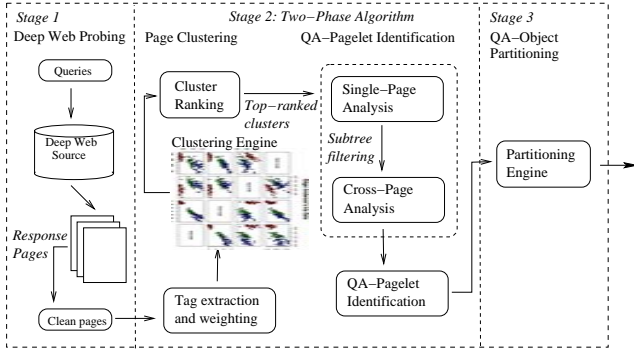 Stage 1
Deep Web Probing
Queries
Deep Web
Source
Response
Pages
Clean pages
Stage 2: Two–Phase Algorithm
Page Clustering
QA–Pagelet Identification
Cluster
Ranking
Top–ranked
clusters
Clustering Engine
Tag extraction
and weighting
Single–Page
Analysis
Subtree
filtering
Cross–Page
Analysis
QA–Pagelet
Identification
Stage 3
QA–Object
Partitioning
Partitioning
Engine